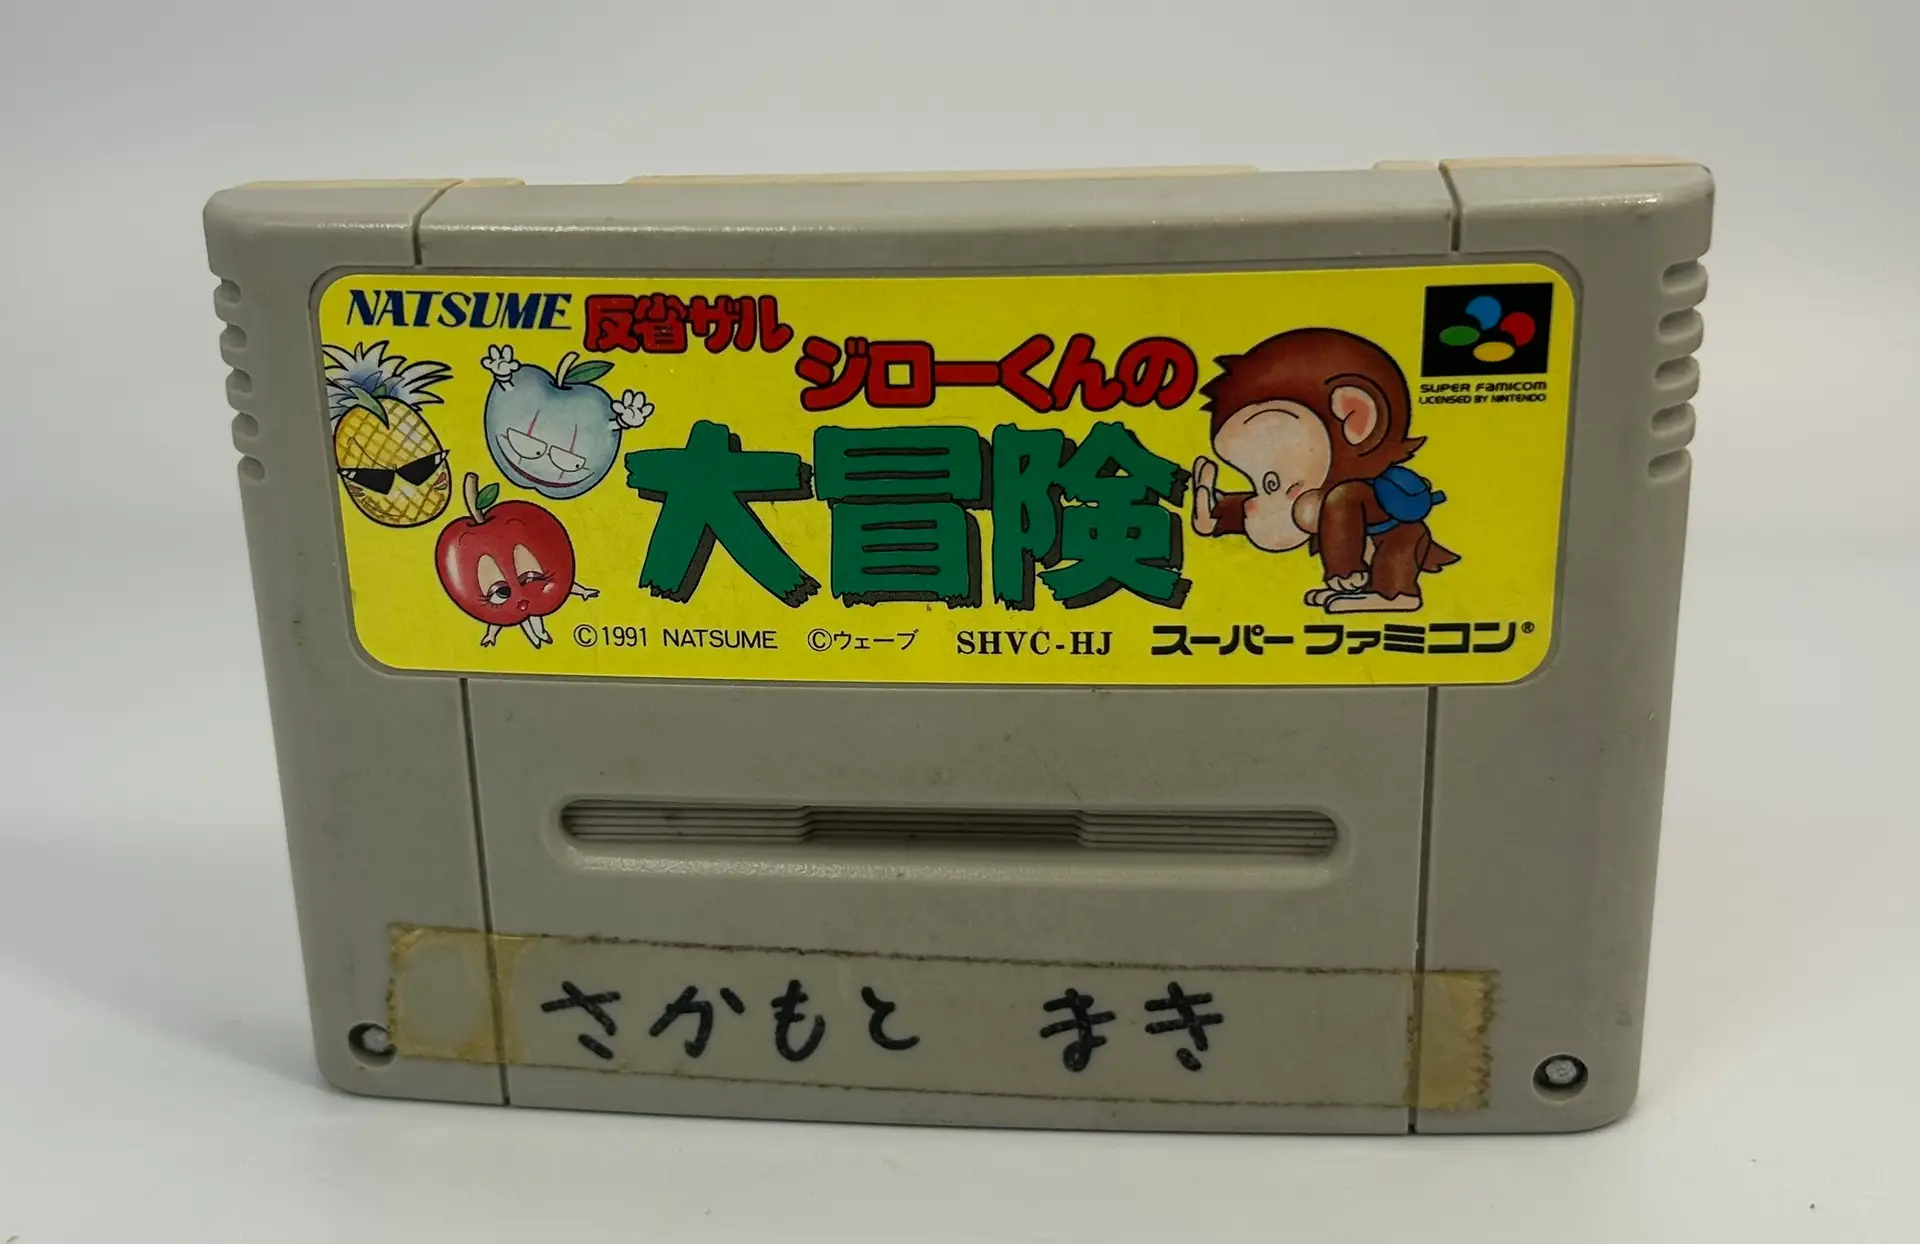 NATSUME
反省ザル
ジローくんの
大冒険
SUPER FAMICOM
LICENSED BY NINTENDO
©1991 NATSUME ©ウェーブ SHVC-HJ スーパーファミコン®
さかもと まき